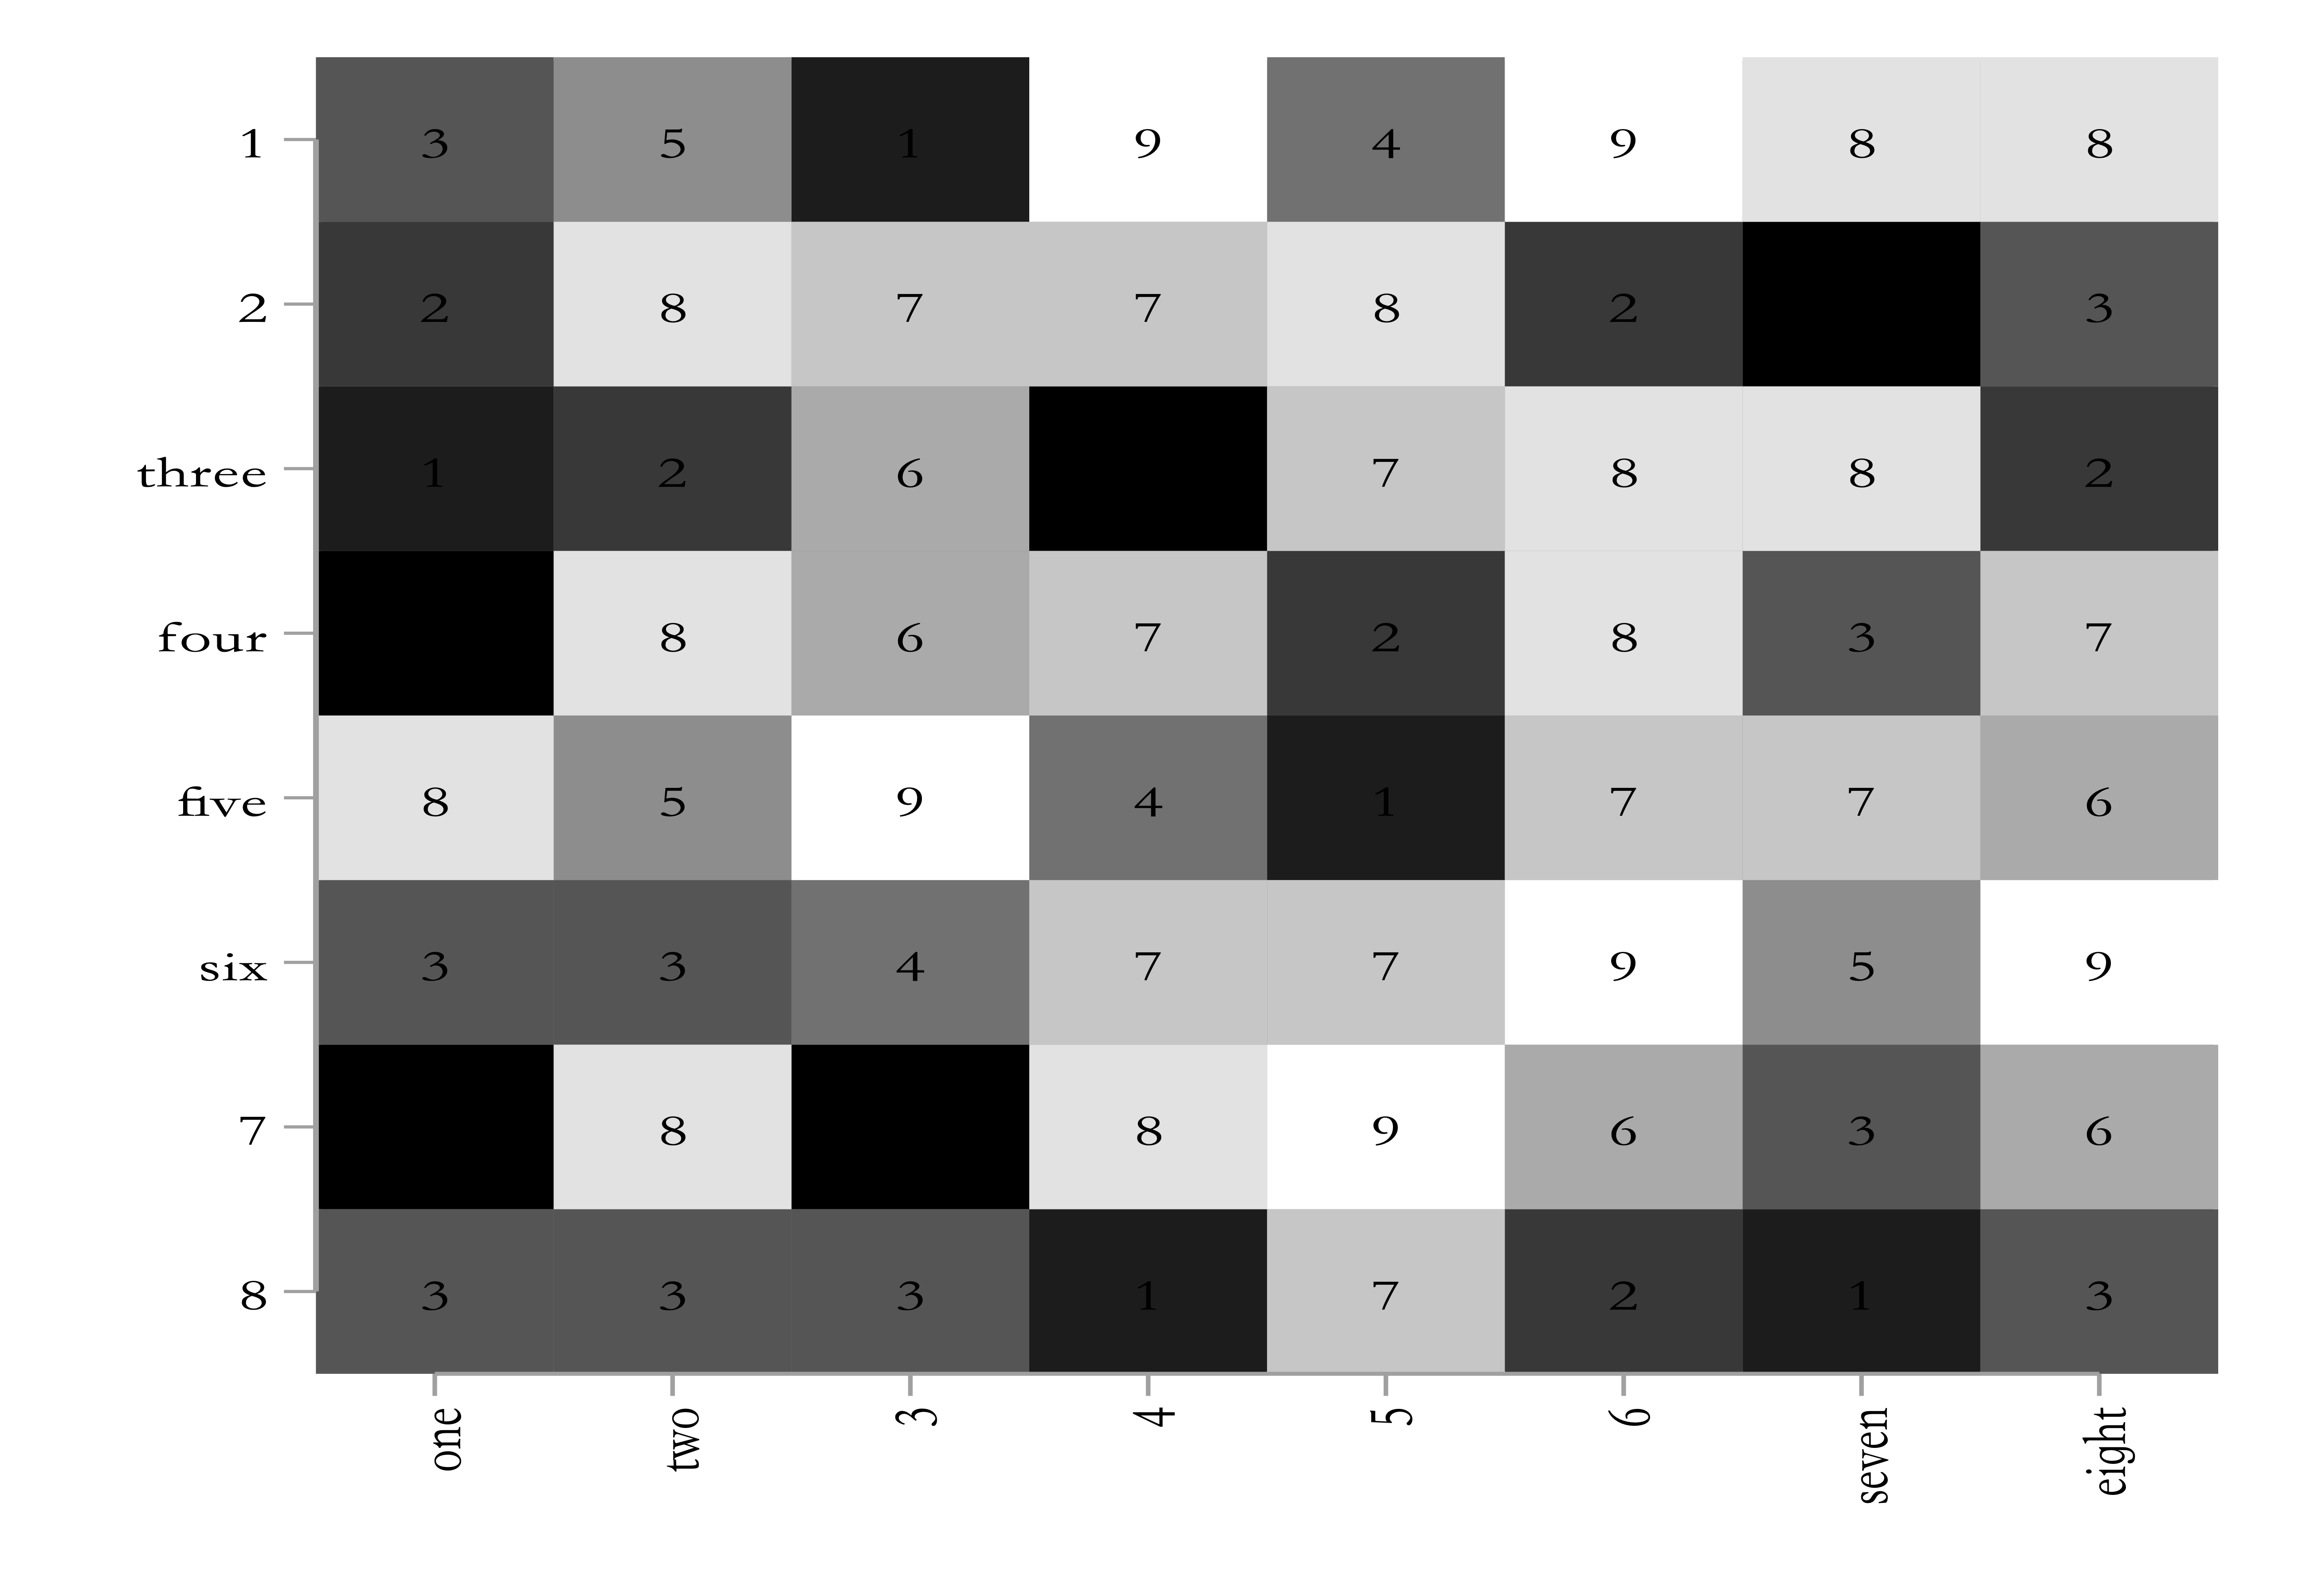 1 3 5 1 9 4 9 8 8
2 2 8 7 7 8 2 3
three 1 2 6 7 8 8 2
four 8 6 7 2 8 3 7
five 8 5 9 4 1 7 7 6
six 3 3 4 7 7 9 5 9
7 8 8 9 6 3 6
8 3 3 3 1 7 2 1 3
one two 3 4 5 6 seven eight